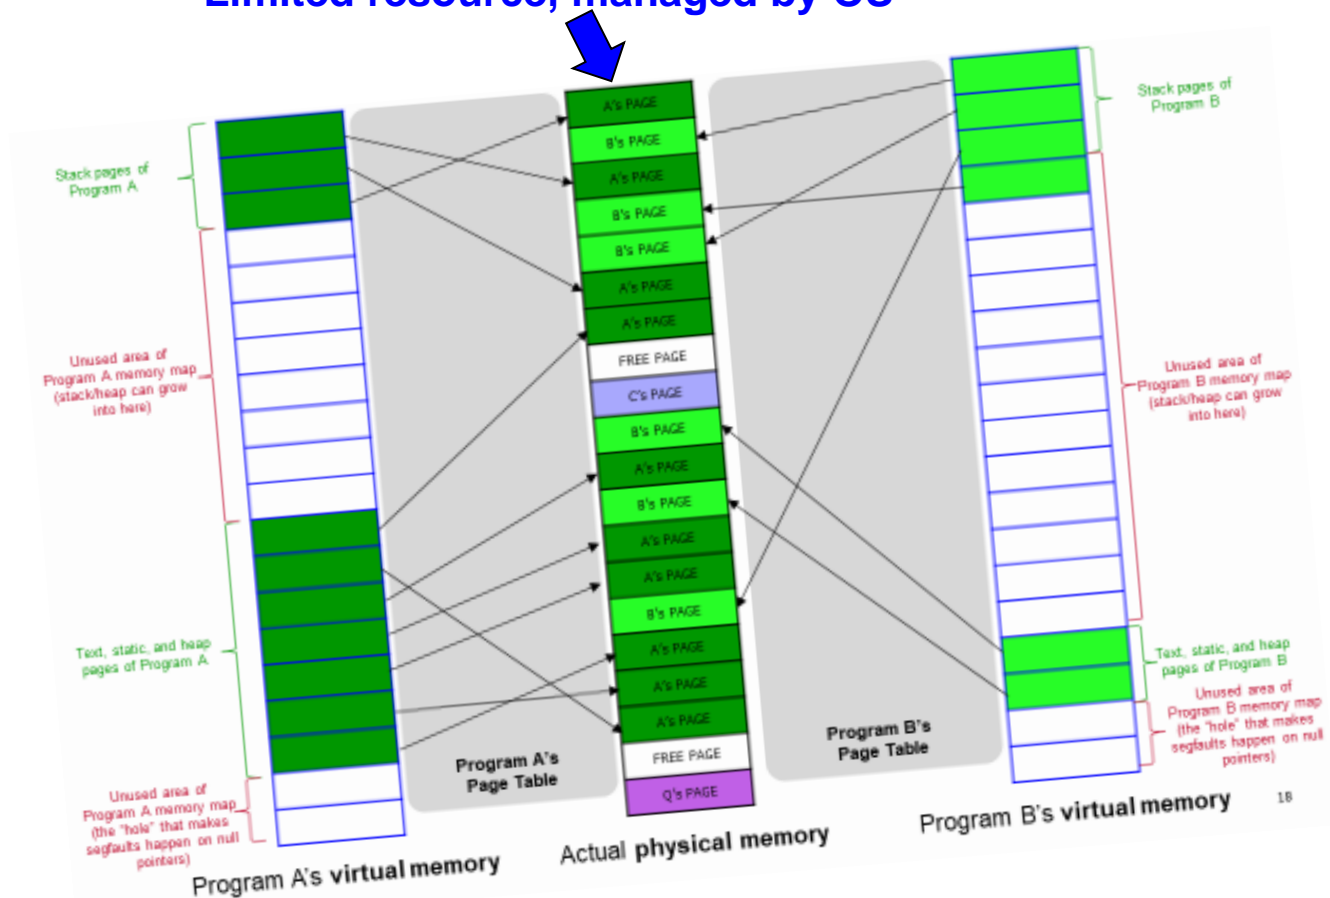 Limited resource, managed by OS
Stack pages of
Program A
Unused area of
Program A memory map
(stack/heap can grow
into here)
Text, static, and heap
pages of Program A
Unused area of
Program A memory map
(the "hole" that makes
segfaults happen on null
pointers)
Program A's virtual memory
Program A's
Page Table
A's PAGE
B's PAGE
A's PAGE
B's PAGE
B's PAGE
A's PAGE
A's PAGE
FREE PAGE
C's PAGE
B's PAGE
A's PAGE
B's PAGE
A's PAGE
A's PAGE
B's PAGE
A's PAGE
A's PAGE
A's PAGE
FREE PAGE
Q's PAGE
Actual physical memory
Program B's
Page Table
Stack pages of
Program B
Unused area of
Program B memory map
(stack/heap can grow
into here)
Text, static, and heap
pages of Program B
Unused area of
Program B memory map
(the "hole" that makes
segfaults happen on null
pointers)
Program B's virtual memory
18